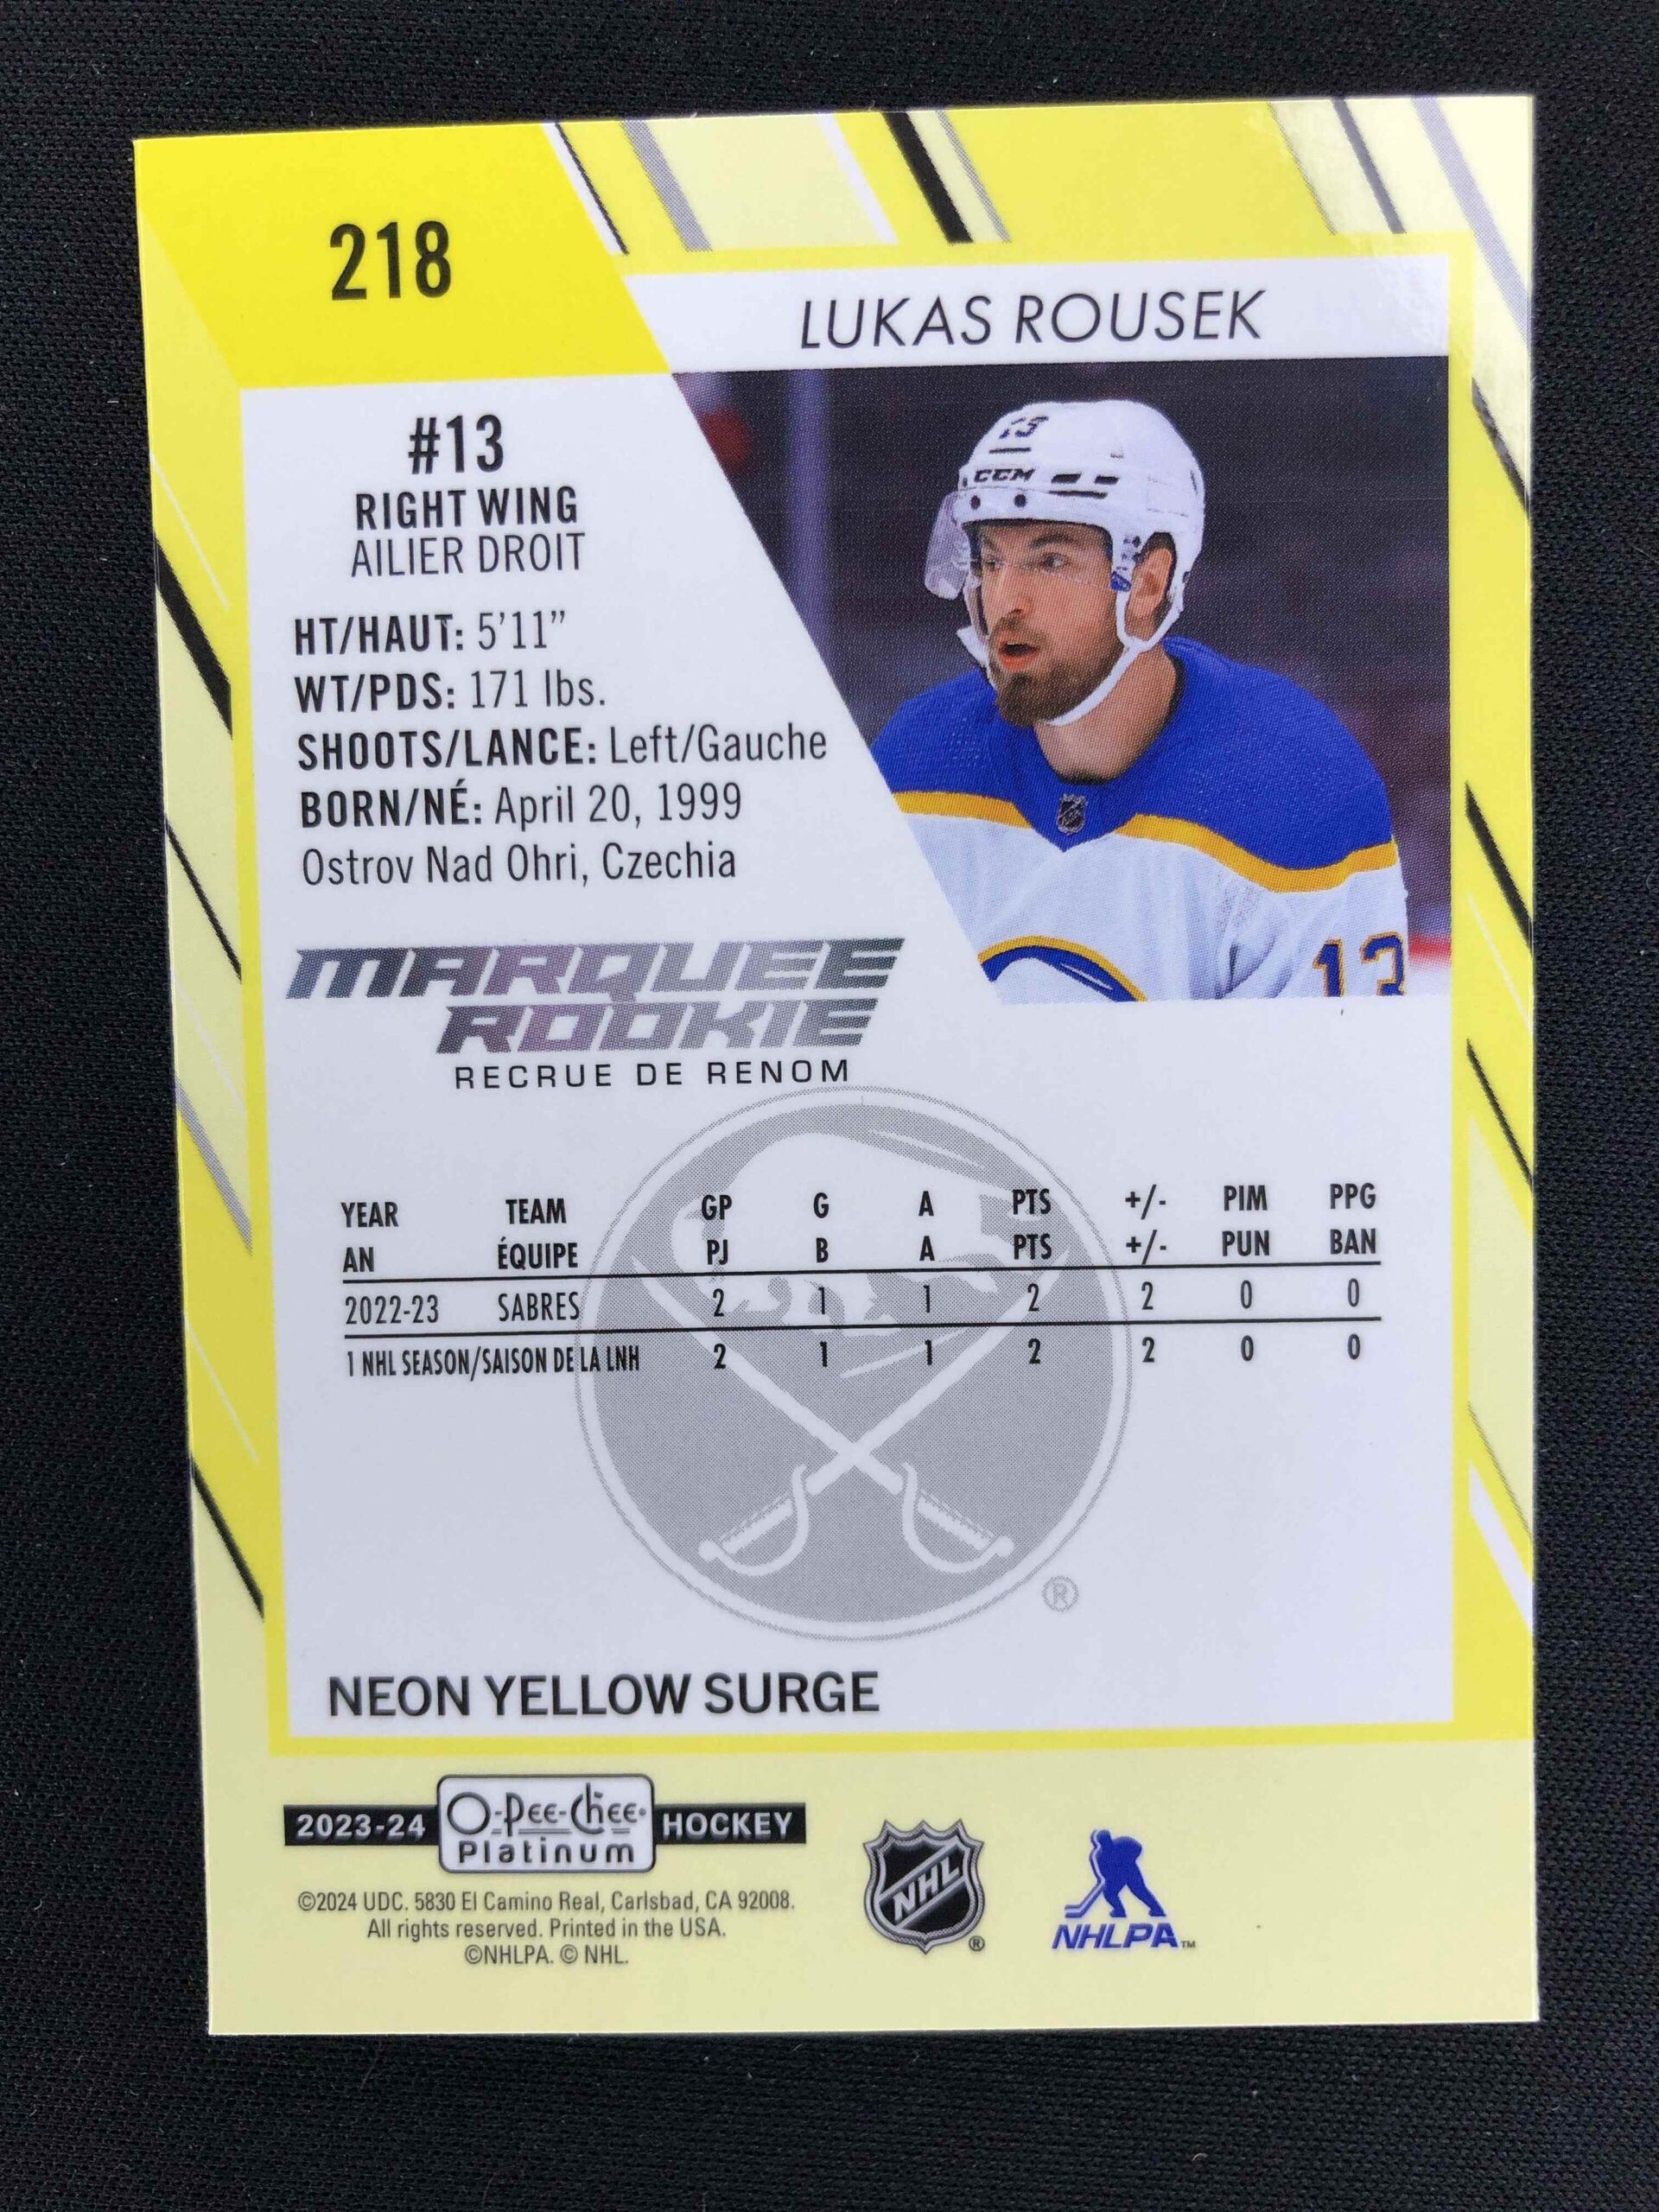 218
LUKAS ROUSEK
#13
RIGHT WING
AILIER DROIT
HT/HAUT: 5'11"
WT/PDS: 171 lbs.
SHOOTS/LANCE: Left/Gauche
BORN/NÉ: April 20, 1999
Ostrov Nad Ohri, Czechia
13
CCM
NHL
13
MARQUEE
ROOKIE
RECRUE DE RENOM
YEAR TEAM GP G A PTS +/- PIM PPG
AN ÉQUIPE PJ B A PTS +/- PUN BAN
2022-23 SABRES 2 1 1 2 2 0 0
1 NHL SEASON/SAISON DE LA LNH 2 1 1 2 2 0 0
®
NEON YELLOW SURGE
2023-24 O-Pee-Chee HOCKEY
Platinum
©2024 UDC. 5830 El Camino Real, Carlsbad, CA 92008.
All rights reserved. Printed in the USA.
©NHLPA. © NHL.
NHL ®
NHLPA™